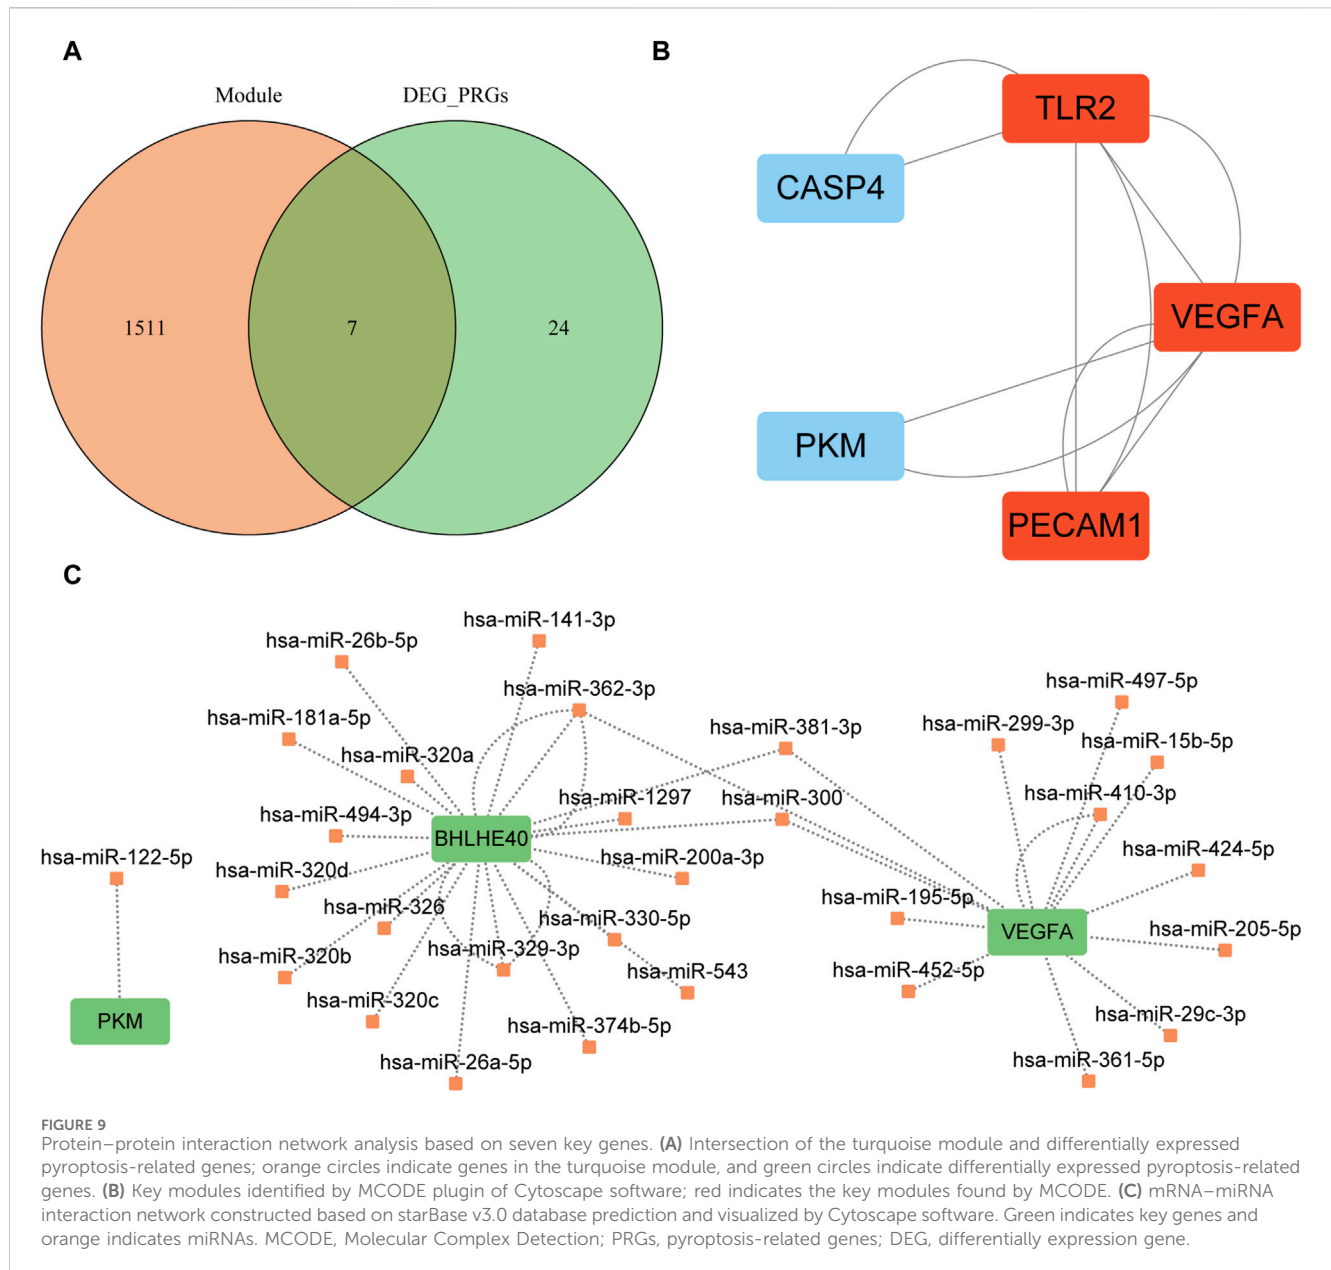 A
Module
DEG_PRGs
1511
7
24
B
TLR2
CASP4
VEGFA
PKM
PECAM1
C
hsa-miR-141-3p
hsa-miR-26b-5p
hsa-miR-362-3p
hsa-miR-497-5p
hsa-miR-181a-5p
hsa-miR-381-3p
hsa-miR-299-3p
hsa-miR-15b-5p
hsa-miR-320a
hsa-miR-1297
hsa-miR-300
hsa-miR-410-3p
hsa-miR-494-3p
BHLHE40
hsa-miR-122-5p
hsa-miR-320d
hsa-miR-200a-3p
hsa-miR-424-5p
hsa-miR-326
hsa-miR-330-5p
hsa-miR-195-5p
VEGFA
hsa-miR-205-5p
hsa-miR-320b
hsa-miR-329-3p
hsa-miR-543
hsa-miR-452-5p
hsa-miR-320c
PKM
hsa-miR-374b-5p
hsa-miR-29c-3p
hsa-miR-26a-5p
hsa-miR-361-5p
FIGURE 9
Protein–protein interaction network analysis based on seven key genes. (A) Intersection of the turquoise module and differentially expressed
pyroptosis-related genes; orange circles indicate genes in the turquoise module, and green circles indicate differentially expressed pyroptosis-related
genes. (B) Key modules identified by MCODE plugin of Cytoscape software; red indicates the key modules found by MCODE. (C) mRNA–miRNA
interaction network constructed based on starBase v3.0 database prediction and visualized by Cytoscape software. Green indicates key genes and
orange indicates miRNAs. MCODE, Molecular Complex Detection; PRGs, pyroptosis-related genes; DEG, differentially expression gene.